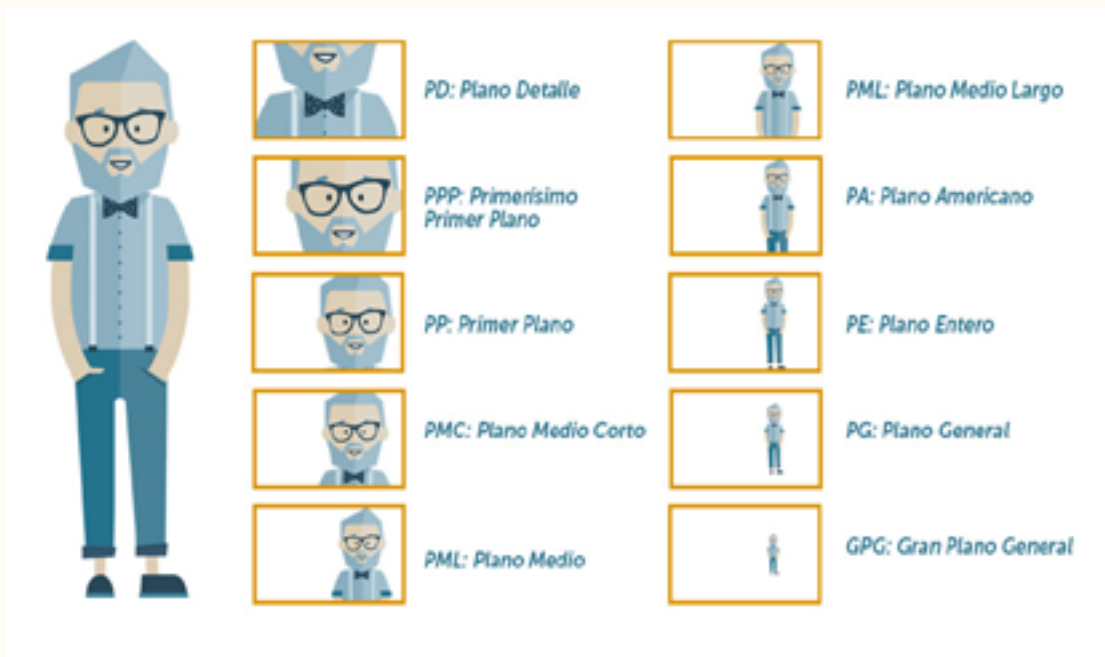 PD: Plano Detalle
PPP: Primerísimo
Primer Plano
PP: Primer Plano
PMC: Plano Medio Corto
PML: Plano Medio
PML: Plano Medio Largo
PA: Plano Americano
PE: Plano Entero
PG: Plano General
GPG: Gran Plano General